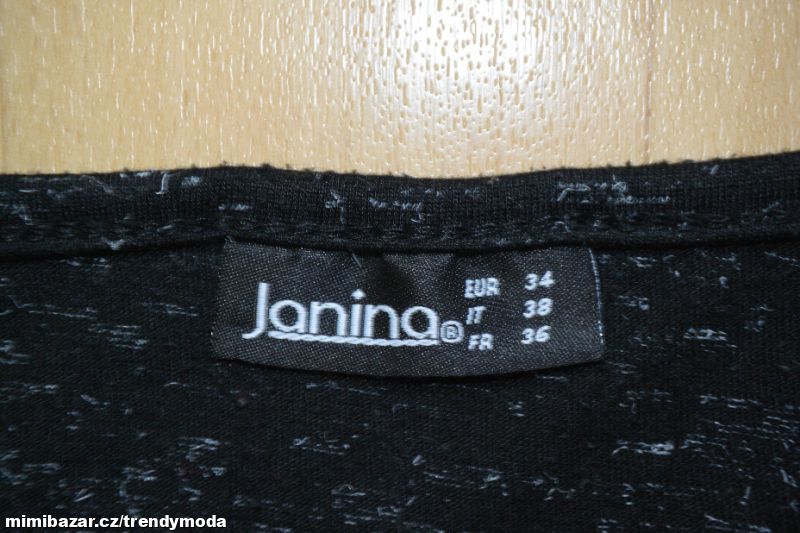 Janina®
EUR 34
IT 38
FR 36
mimibazar.cz/trendymoda